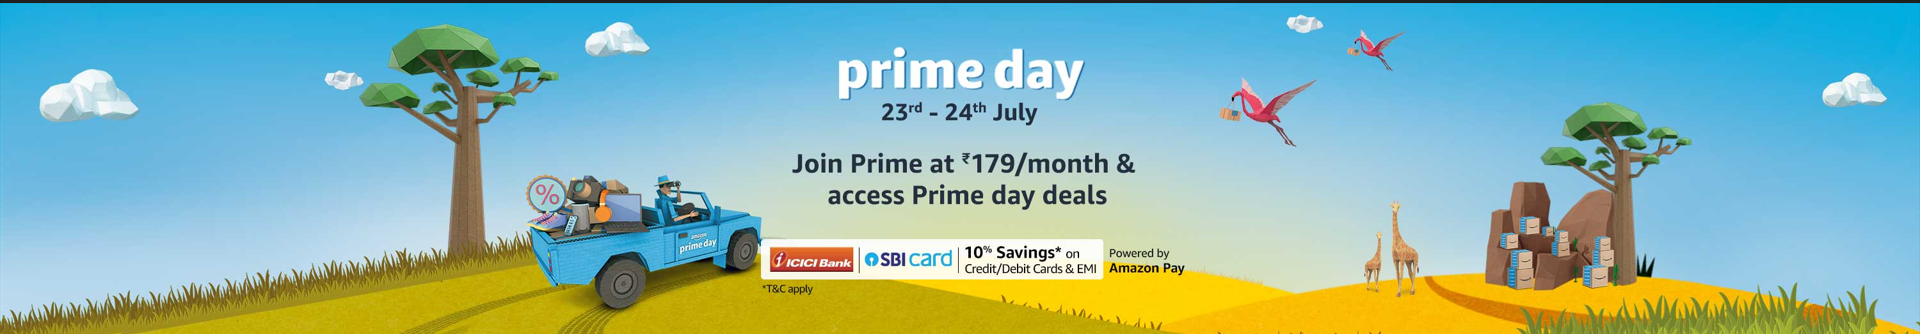 prime day
23rd - 24th July
Join Prime at ₹179/month &
access Prime day deals
%
amazon
prime day
ICICI Bank
SBI card
10% Savings* on
Credit/Debit Cards & EMI
Powered by
Amazon Pay
*T&C apply